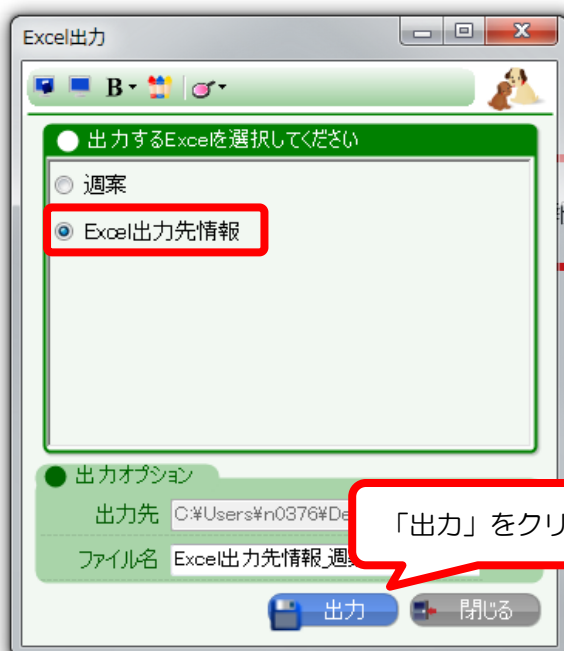 Excel出力
B
出力するExcelを選択してください
週案
Excel出力先情報
出力オプション
出力先 C:¥Users¥n0376¥De
ファイル名 Excel出力先情報_週
「出力」をクリ
出力 閉じる